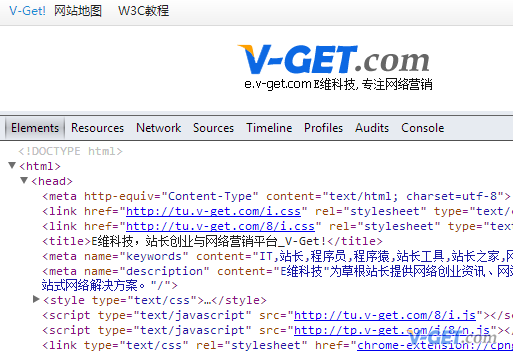 V-Get! 网站地图 W3C教程
V-GET.com
e.v-get.com E维科技,专注网络营销
Elements Resources Network Sources Timeline Profiles Audits Console
<!DOCTYPE html>
▼<html>
▼<head>
<meta http-equiv="Content-Type" content="text/html; charset=utf-8">
<link href="http://tu.v-get.com/i.css" rel="stylesheet" type="text/c
<link href="http://tu.v-get.com/8/i.css" rel="stylesheet" type="text
<title>E维科技，站长创业与网络营销平台_V-Get!</title>
<meta name="keywords" content="IT,站长,程序员,程序猿,站长工具,站长之家,网
<meta name="description" content="E维科技"为草根站长提供网络创业资讯、网站
站式网络解决方案。"/">
▶<style type="text/css">…</style>
<script type="text/javascript" src="http://tu.v-get.com/8/i.js"></s
<script type="text/javascript" src="http://tp.v-get.com/j/8/n.js"></
<link type="text/css" rel="stylesheet" href="chrome-extension://cpng
V-GET.com